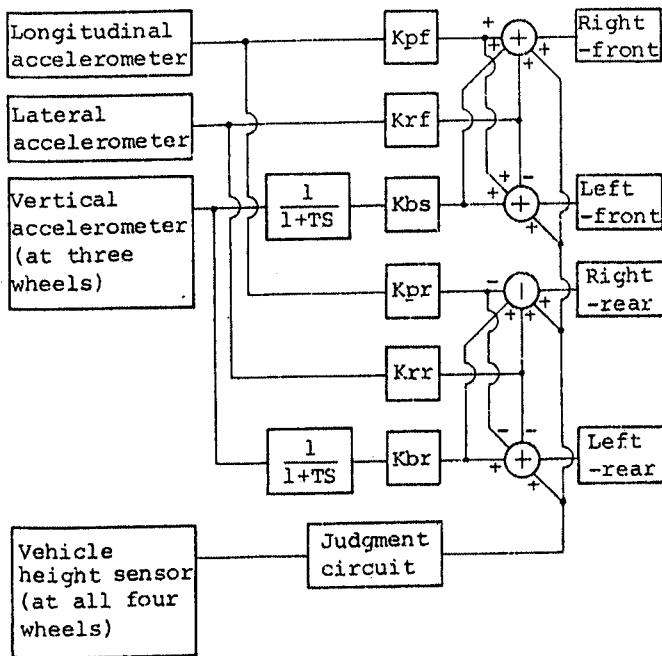 Longitudinal
accelerometer
Kpf
+
+
+
+
+
+
+
Right
-front
Lateral
accelerometer
Krf
Vertical
accelerometer
(at three
wheels)
1
1+TS
Kbs
+
+
−
+
+
+
Left
-front
Kpr
−
|
+
+
+
Right
-rear
Krr
1
1+TS
Kbr
−
−
+
+
+
Left
-rear
Vehicle
height sensor
(at all four
wheels)
Judgment
circuit